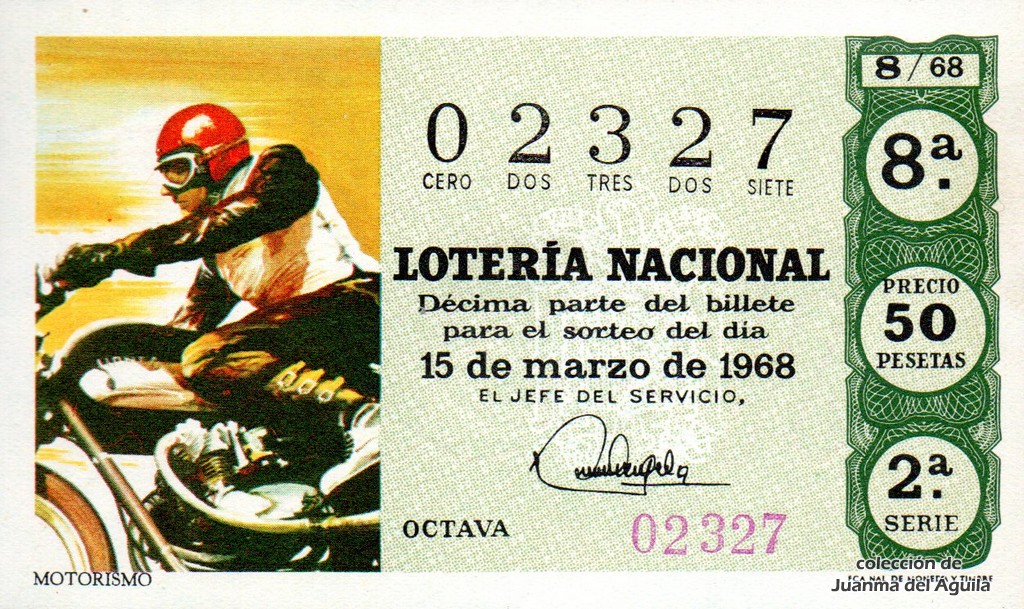 8 / 68
0 2 3 2 7
CERO DOS TRES DOS SIETE
8.ª
LOTERÍA NACIONAL
Décima parte del billete
para el sorteo del día
15 de marzo de 1968
EL JEFE DEL SERVICIO,
PRECIO
50
PESETAS
2.ª
SERIE
OCTAVA
02327
MOTORISMO
colección de
Juanma del Águila